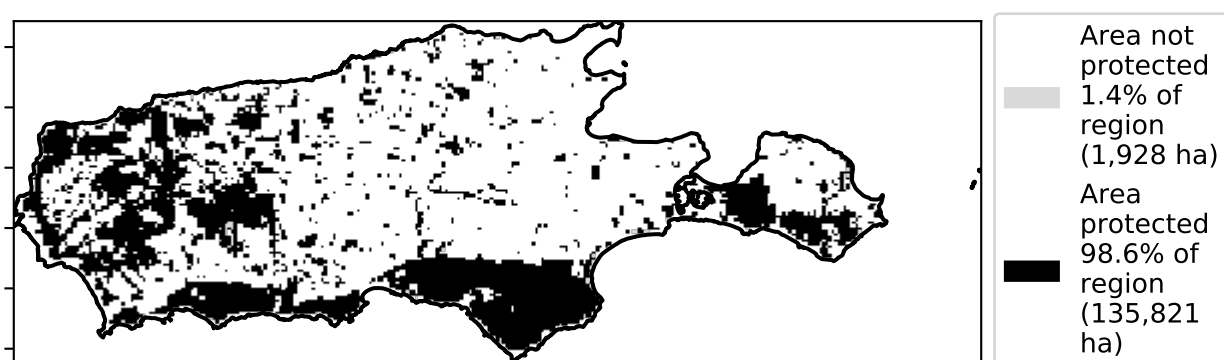 Area not
protected
1.4% of
region
(1,928 ha)
Area
protected
98.6% of
region
(135,821
ha)